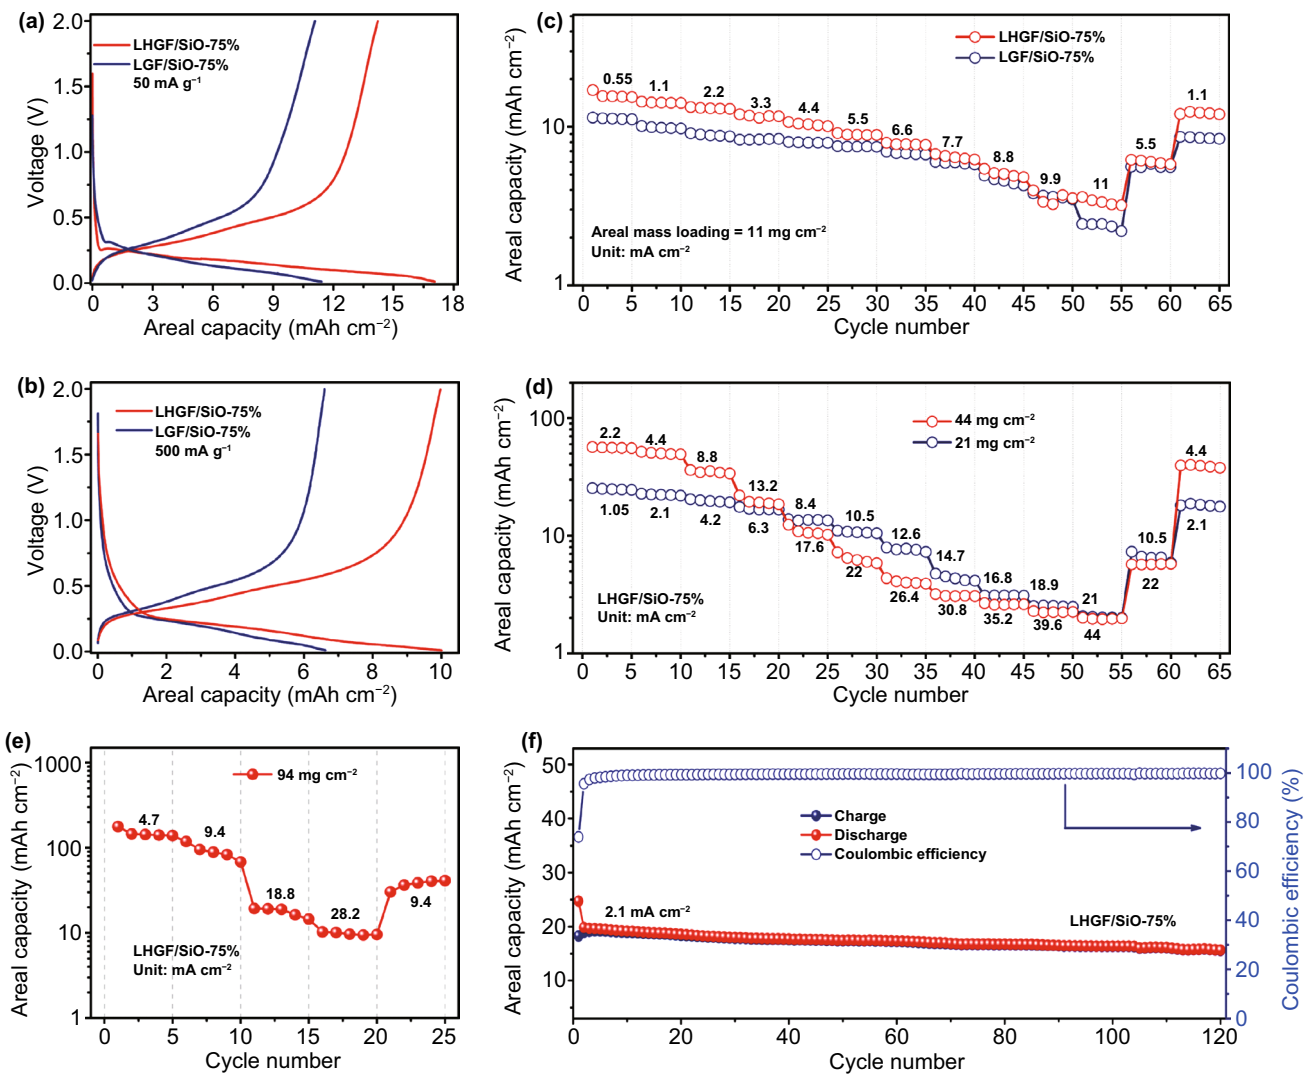 (a)
2.0
1.5
1.0
0.5
0.0
Voltage (V)
LHGF/SiO-75%
LGF/SiO-75%
50 mA g⁻¹
0 3 6 9 12 15 18
Areal capacity (mAh cm⁻²)
(c)
10
1
Areal capacity (mAh cm⁻²)
LHGF/SiO-75%
LGF/SiO-75%
0.55 1.1 2.2 3.3 4.4 5.5 6.6 7.7 8.8 9.9 11 5.5 1.1
Areal mass loading = 11 mg cm⁻²
Unit: mA cm⁻²
0 5 10 15 20 25 30 35 40 45 50 55 60 65
Cycle number
(b)
2.0
1.5
1.0
0.5
0.0
Voltage (V)
LHGF/SiO-75%
LGF/SiO-75%
500 mA g⁻¹
0 2 4 6 8 10
Areal capacity (mAh cm⁻²)
(d)
100
10
1
Areal capacity (mAh cm⁻²)
44 mg cm⁻²
21 mg cm⁻²
2.2 4.4 8.8 13.2 17.6 22 26.4 30.8 35.2 39.6 44 22 4.4
1.05 2.1 4.2 6.3 8.4 10.5 12.6 14.7 16.8 18.9 21 10.5 2.1
LHGF/SiO-75%
Unit: mA cm⁻²
0 5 10 15 20 25 30 35 40 45 50 55 60 65
Cycle number
(e)
1000
100
10
1
Areal capacity (mAh cm⁻²)
94 mg cm⁻²
4.7 9.4 18.8 28.2 9.4
LHGF/SiO-75%
Unit: mA cm⁻²
0 5 10 15 20 25
Cycle number
(f)
50
40
30
20
10
Areal capacity (mAh cm⁻²)
Charge
Discharge
Coulombic efficiency
2.1 mA cm⁻²
LHGF/SiO-75%
100
80
60
40
20
0
Coulombic efficiency (%)
0 20 40 60 80 100 120
Cycle number